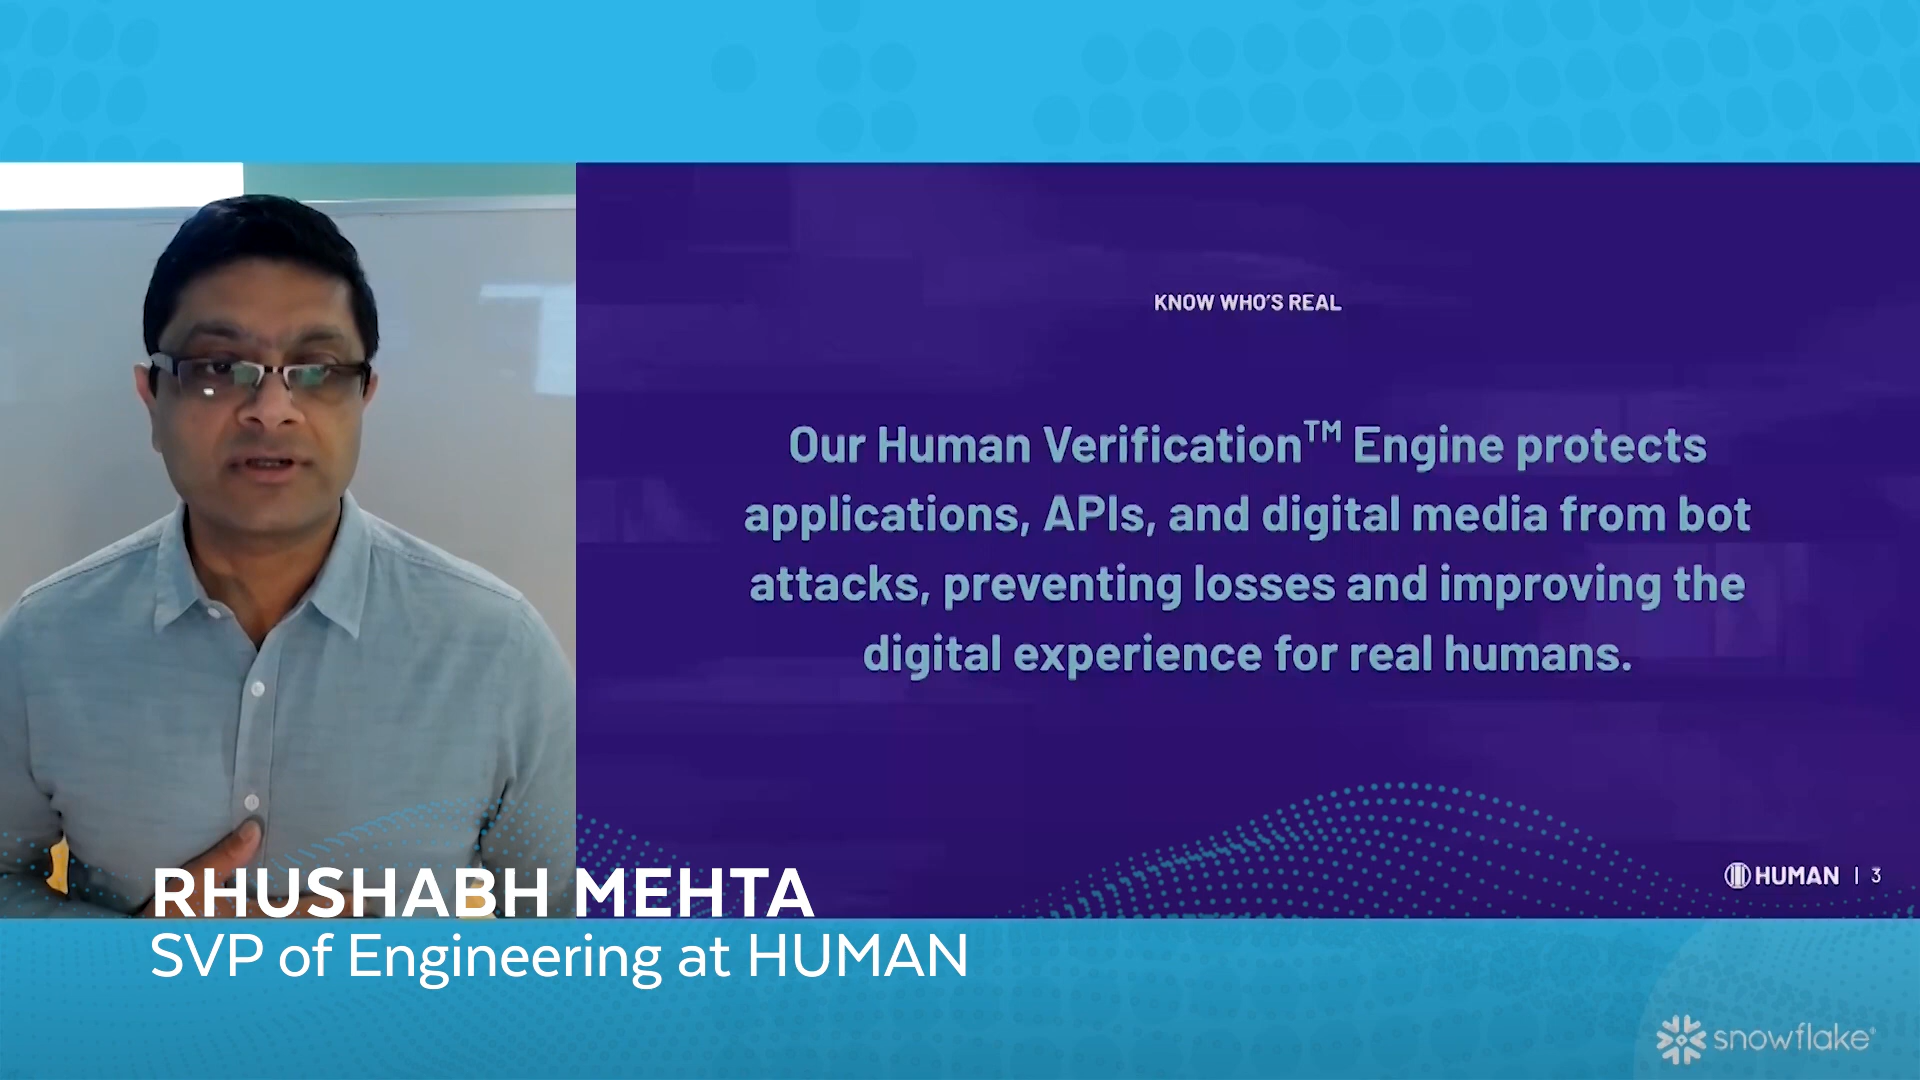 KNOW WHO'S REAL
Our Human Verification™ Engine protects
applications, APIs, and digital media from bot
attacks, preventing losses and improving the
digital experience for real humans.
HUMAN | 3
RHUSHABH MEHTA
SVP of Engineering at HUMAN
snowflake®